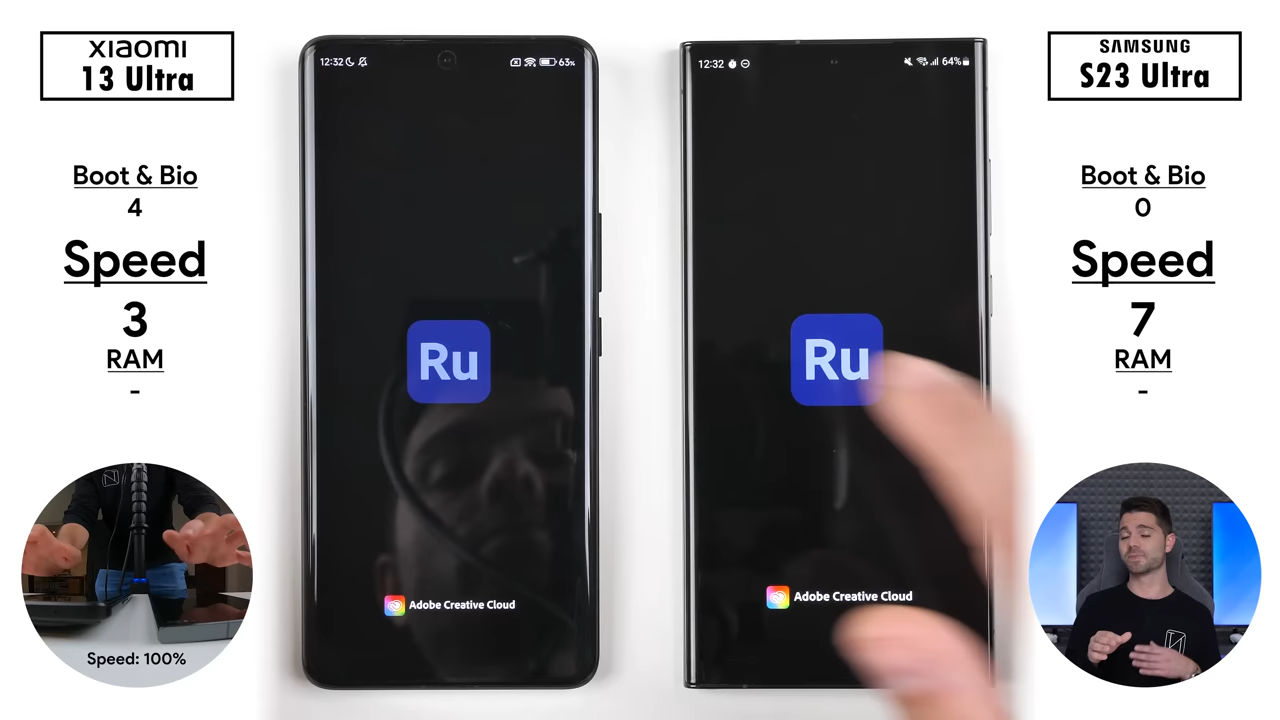 xiaomi
13 Ultra
Boot & Bio
4
Speed
3
RAM
-
Speed: 100%
12:32
63%
Ru
Adobe Creative Cloud
12:32
64%
Ru
Adobe Creative Cloud
SAMSUNG
S23 Ultra
Boot & Bio
0
Speed
7
RAM
-